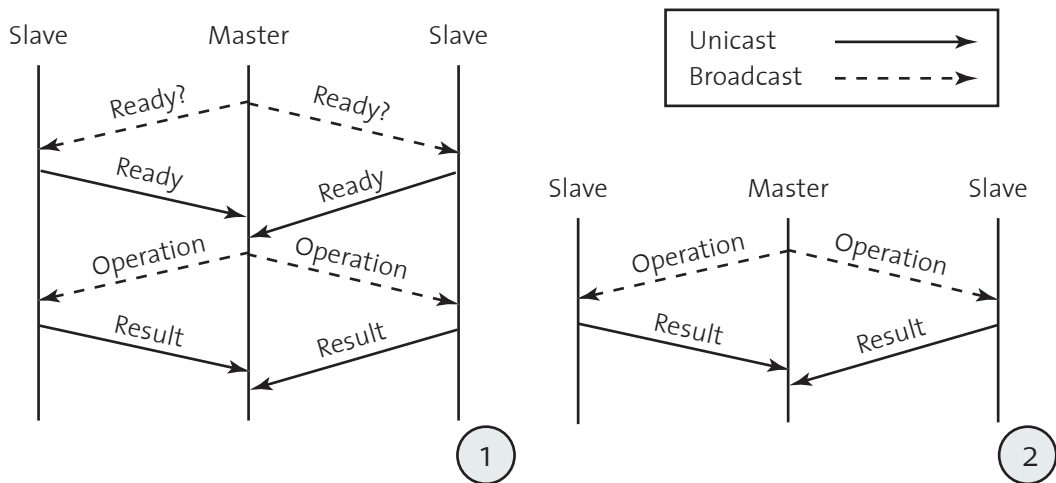 Slave Master Slave
Ready? Ready?
Ready Ready
Operation Operation
Result Result
1
Unicast
Broadcast
Slave Master Slave
Operation Operation
Result Result
2